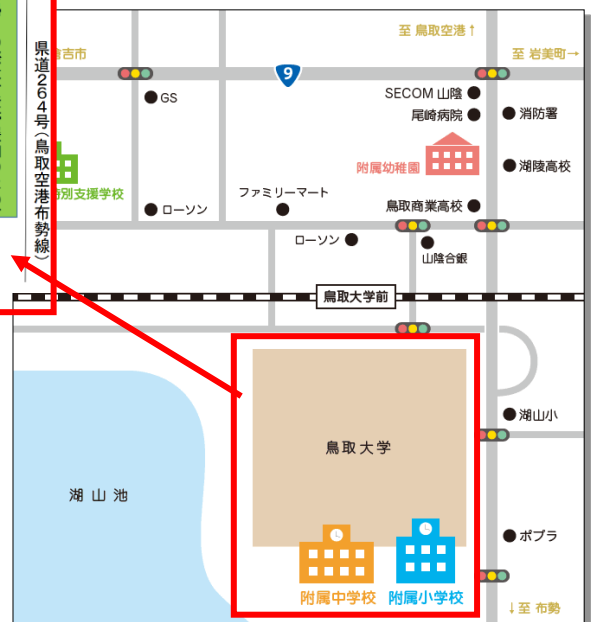 県道264号(鳥取空港布勢線)
至 鳥取空港↑
至 岩美町→
吉市
9
GS
SECOM 山陰
尾崎病院
消防署
附属幼稚園
湖陵高校
別支援学校
ファミリーマート
鳥取商業高校
ローソン
ローソン
山陰合銀
鳥取大学前
湖山小
鳥取大学
湖山池
ポプラ
附属中学校
附属小学校
↓至 布勢